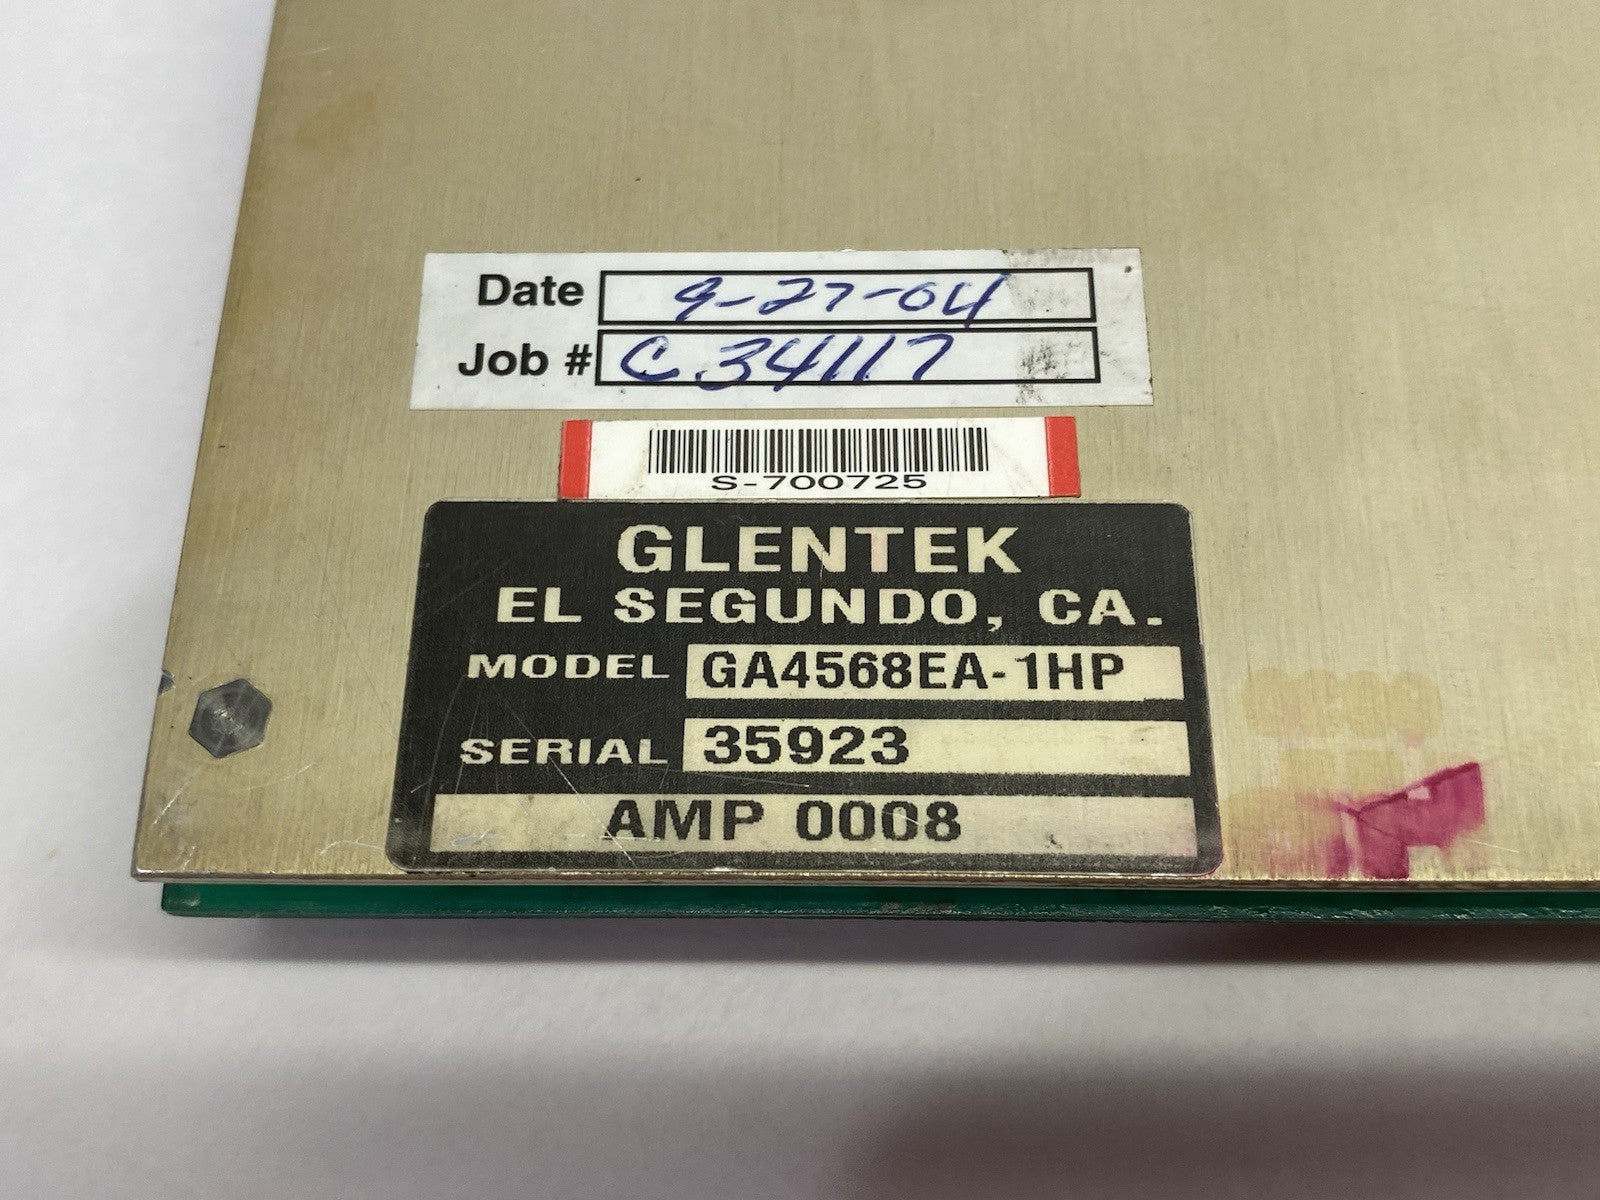 Date 9-27-04
Job # C34117
S-700725
GLENTEK
EL SEGUNDO, CA.
MODEL GA4568EA-1HP
SERIAL 35923
AMP 0008